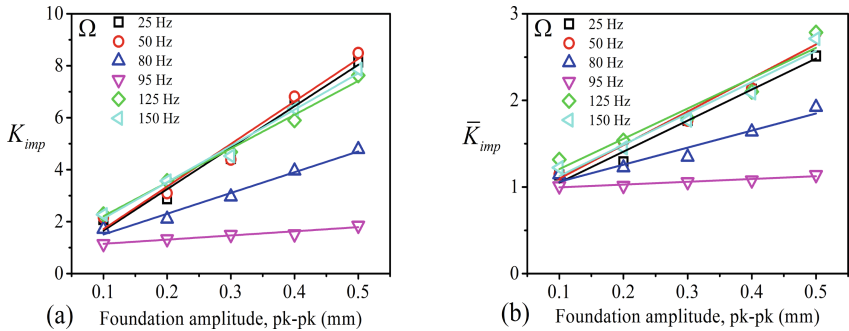 10
8
6
4
2
0
K_imp
Ω
25 Hz
50 Hz
80 Hz
95 Hz
125 Hz
150 Hz
0.1 0.2 0.3 0.4 0.5
(a) Foundation amplitude, pk-pk (mm)
3
2
1
0
K̄_imp
Ω
25 Hz
50 Hz
80 Hz
95 Hz
125 Hz
150 Hz
0.1 0.2 0.3 0.4 0.5
(b) Foundation amplitude, pk-pk (mm)